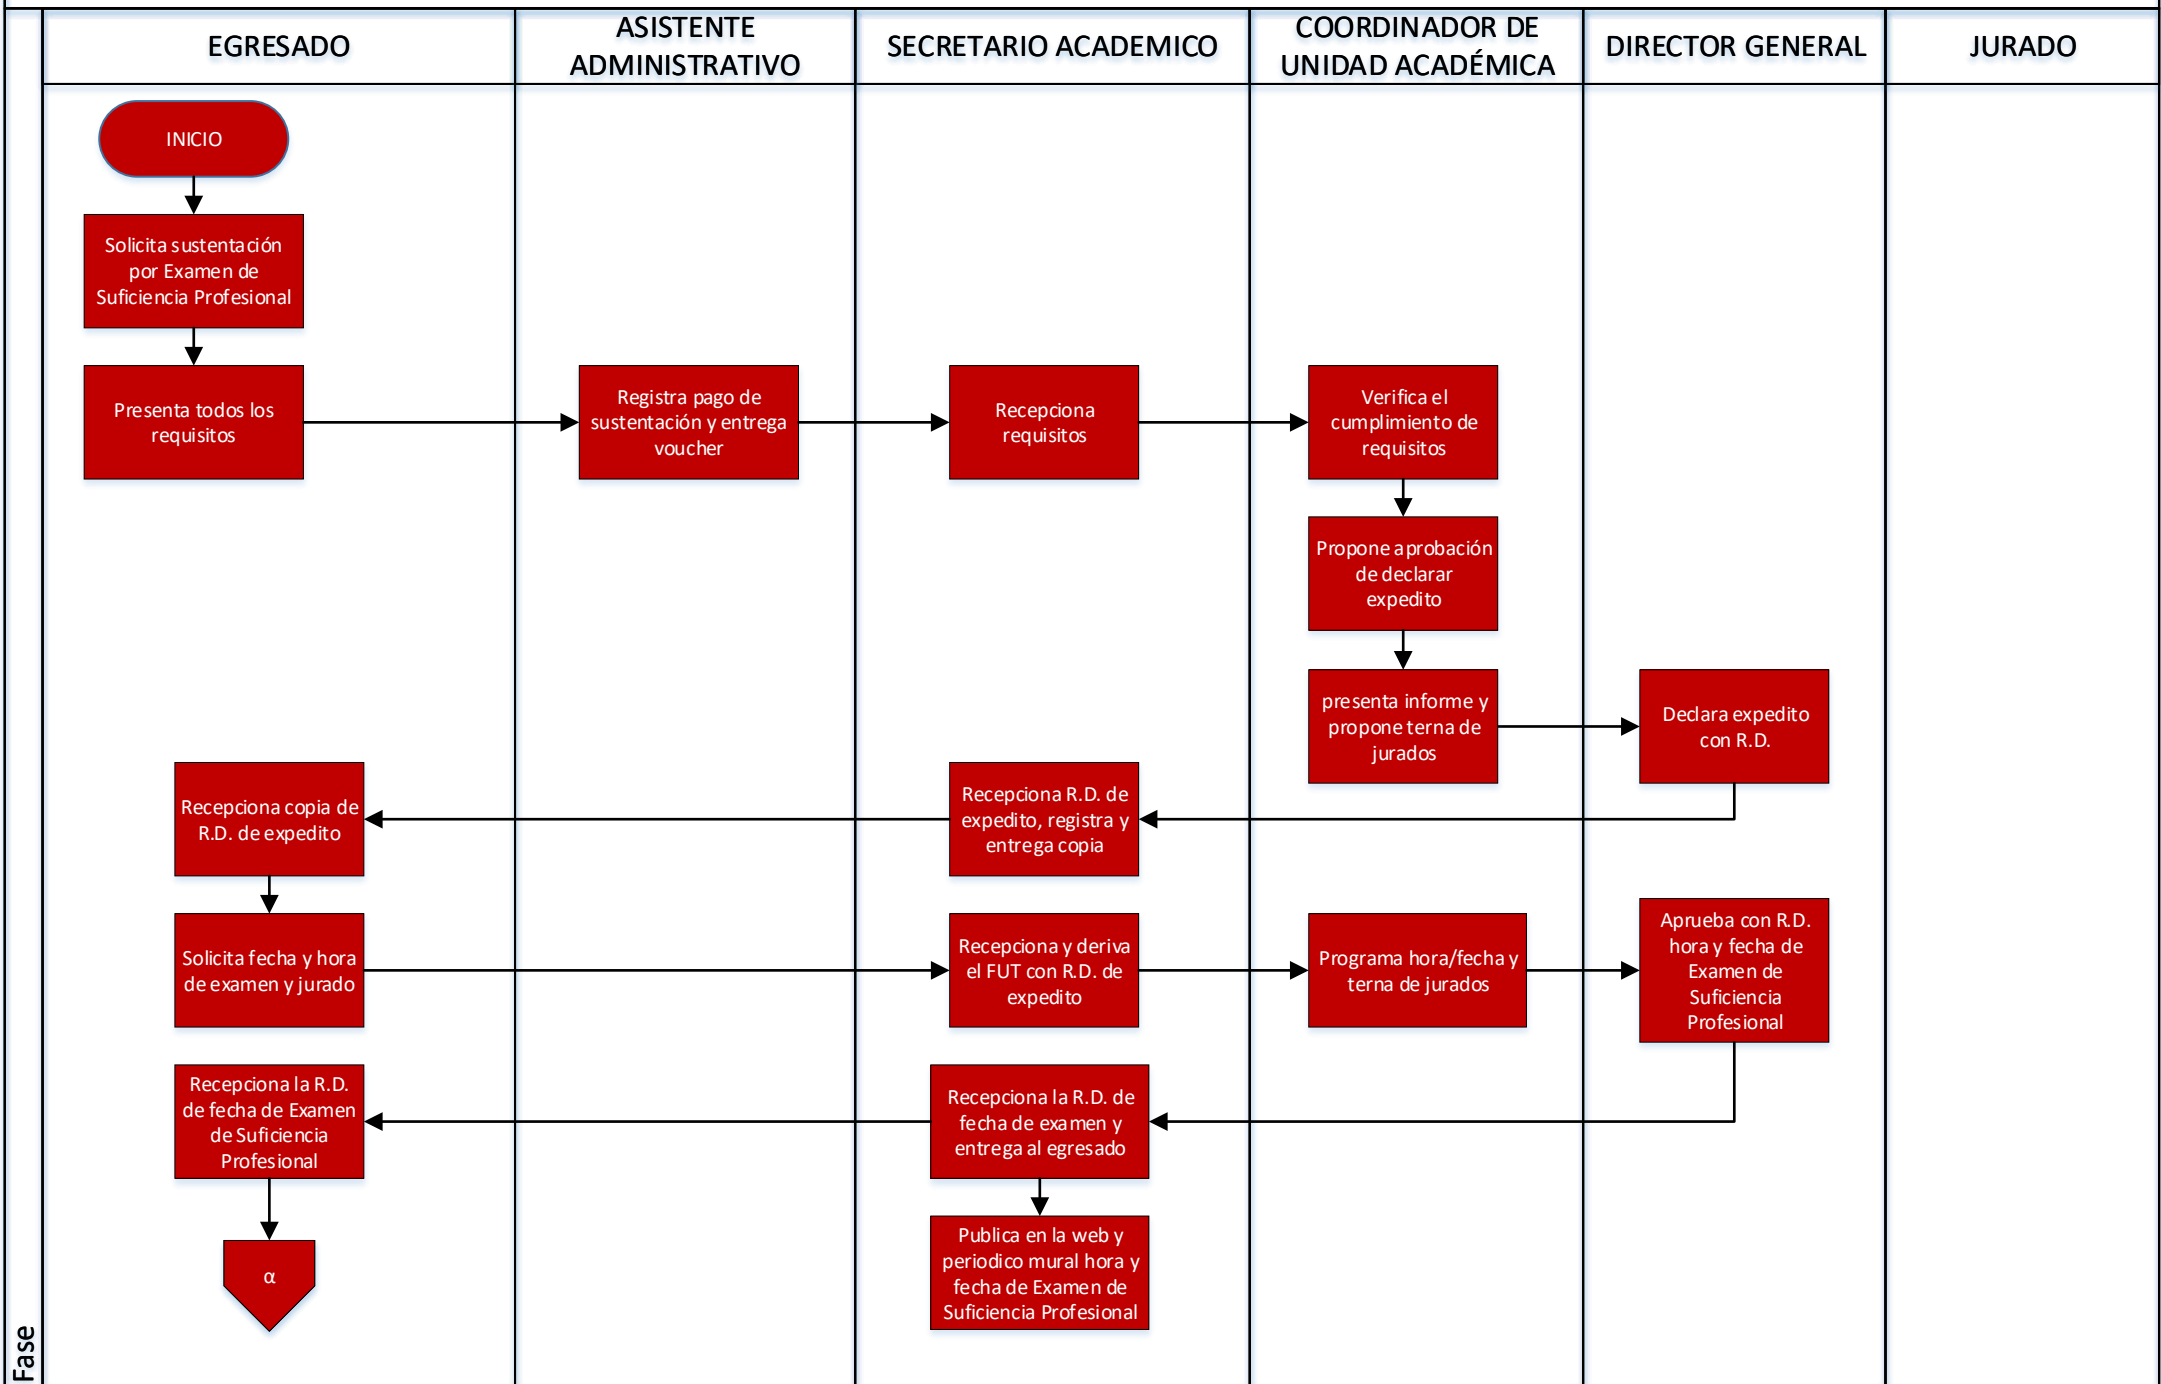 EGRESADO
ASISTENTE
ADMINISTRATIVO
SECRETARIO ACADEMICO
COORDINADOR DE
UNIDAD ACADÉMICA
DIRECTOR GENERAL
JURADO
INICIO
Solicita sustentación
por Examen de
Suficiencia Profesional
Presenta todos los
requisitos
Registra pago de
sustentación y entrega
voucher
Recepciona
requisitos
Verifica el
cumplimiento de
requisitos
Propone aprobación
de declarar
expedito
presenta informe y
propone terna de
jurados
Declara expedito
con R.D.
Recepciona R.D. de
expedito, registra y
entrega copia
Recepciona copia de
R.D. de expedito
Solicita fecha y hora
de examen y jurado
Recepciona y deriva
el FUT con R.D. de
expedito
Programa hora/fecha y
terna de jurados
Aprueba con R.D.
hora y fecha de
Examen de
Suficiencia
Profesional
Recepciona la R.D. de
fecha de examen y
entrega al egresado
Recepciona la R.D.
de fecha de Examen
de Suficiencia
Profesional
Publica en la web y
periodico mural hora y
fecha de Examen de
Suficiencia Profesional
α
Fase